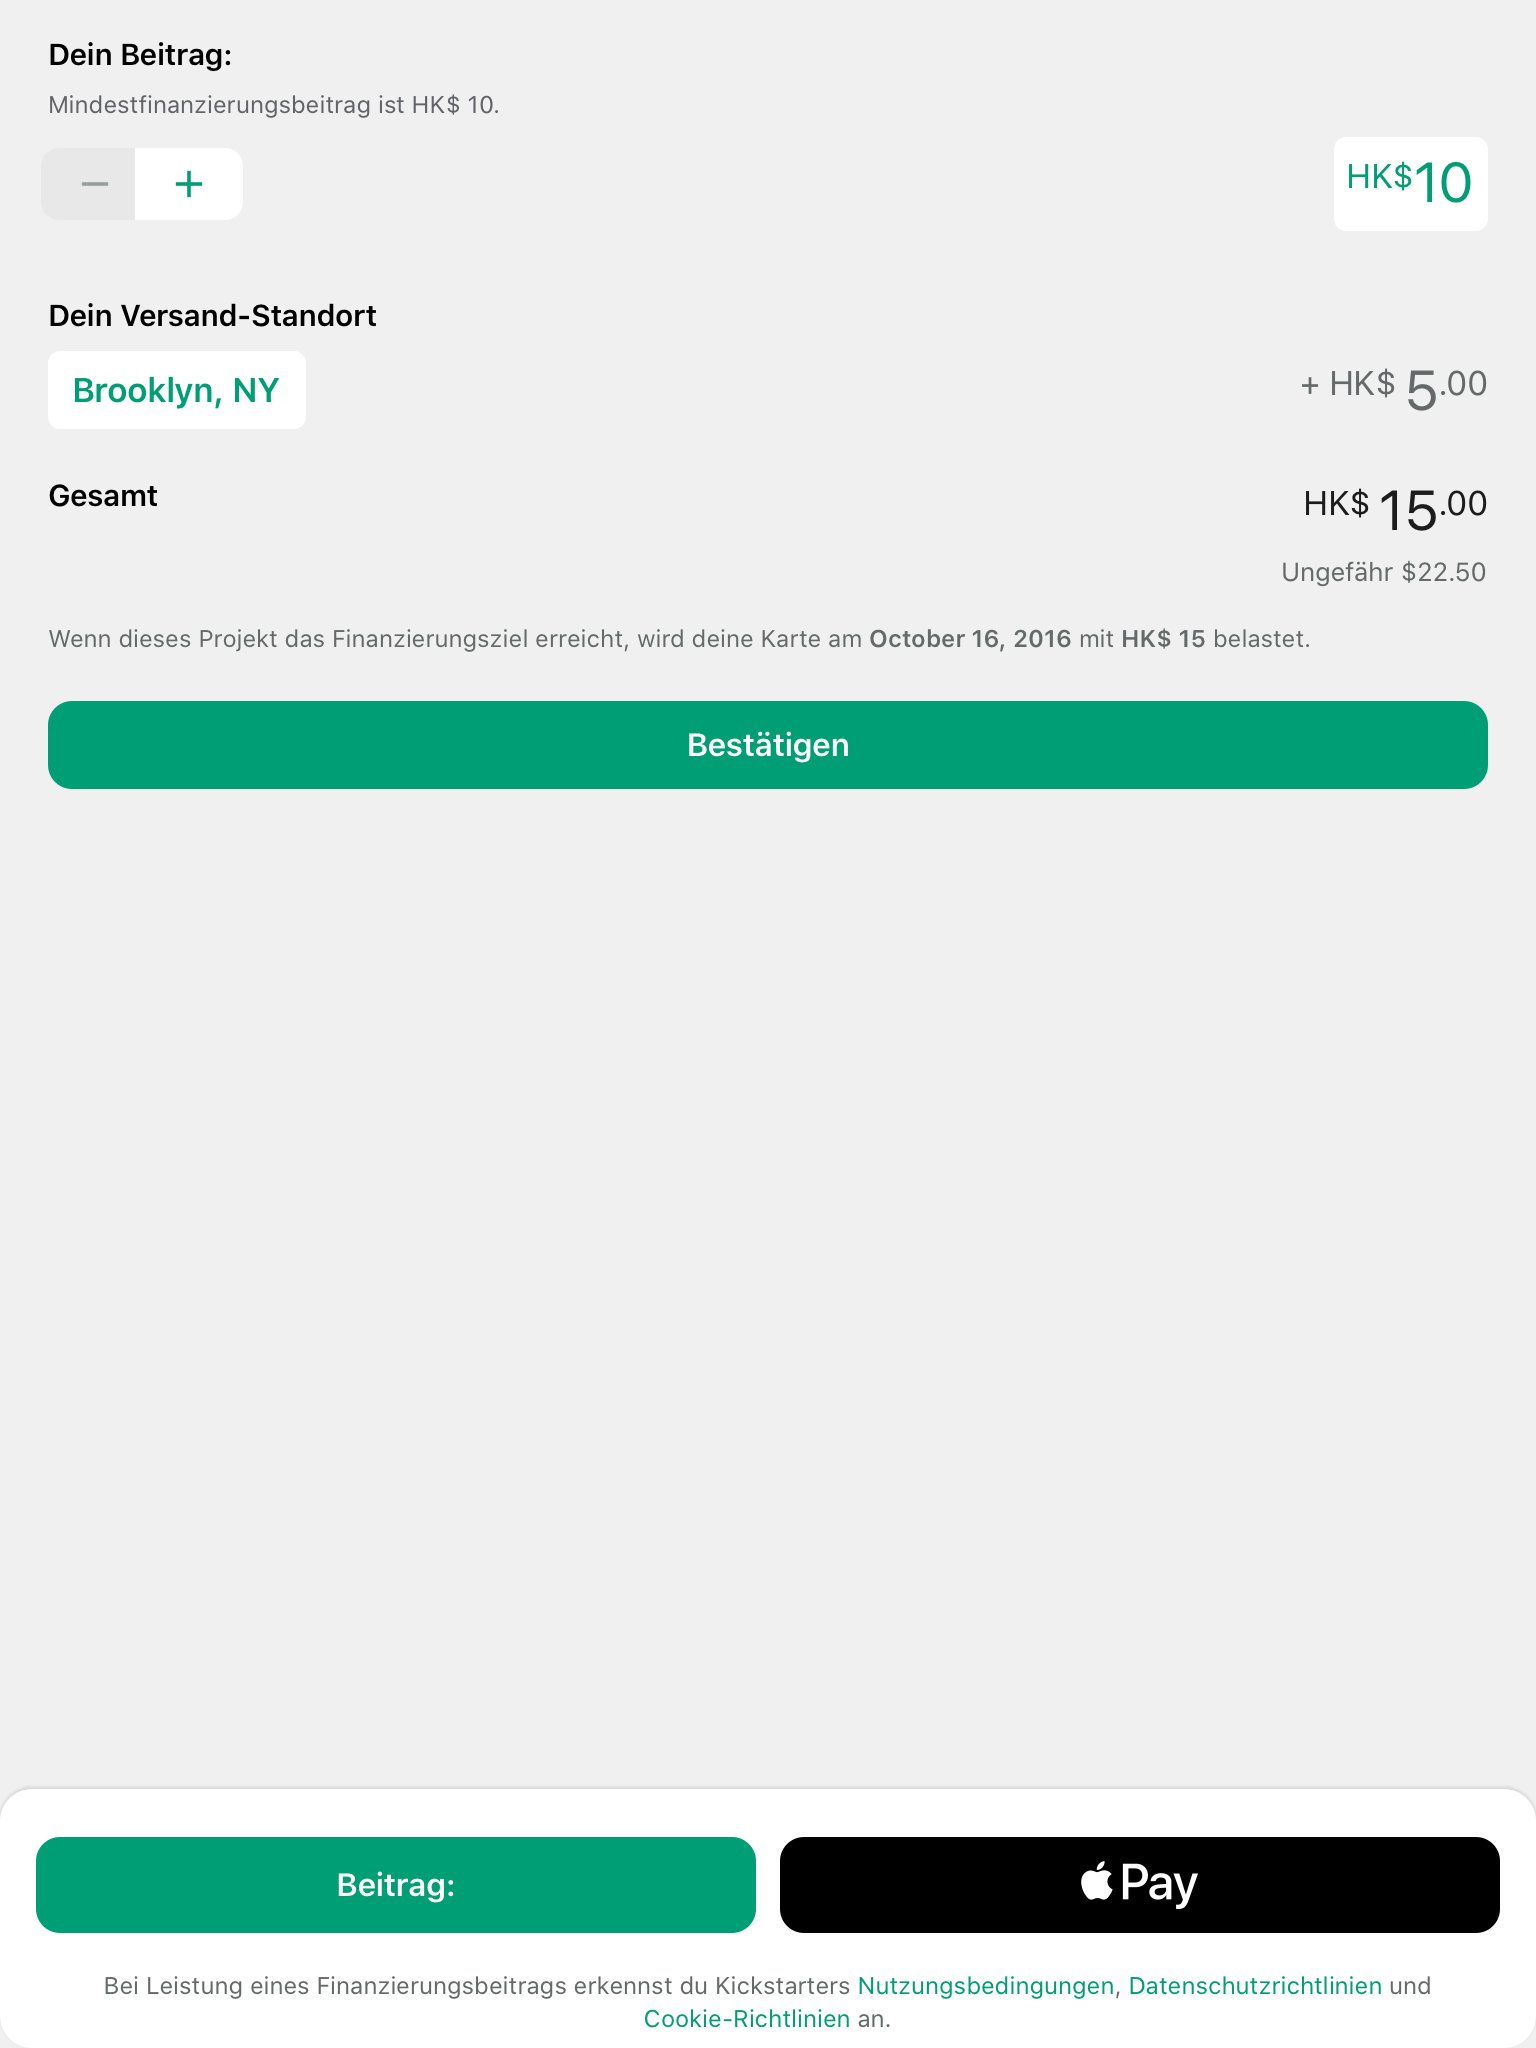 Dein Beitrag:
Mindestfinanzierungsbeitrag ist HK$ 10.
− +
HK$10
Dein Versand-Standort
Brooklyn, NY
+ HK$ 5.00
Gesamt
HK$ 15.00
Ungefähr $22.50
Wenn dieses Projekt das Finanzierungsziel erreicht, wird deine Karte am October 16, 2016 mit HK$ 15 belastet.
Bestätigen
Beitrag:
Pay
Bei Leistung eines Finanzierungsbeitrags erkennst du Kickstarters Nutzungsbedingungen, Datenschutzrichtlinien und
Cookie-Richtlinien an.